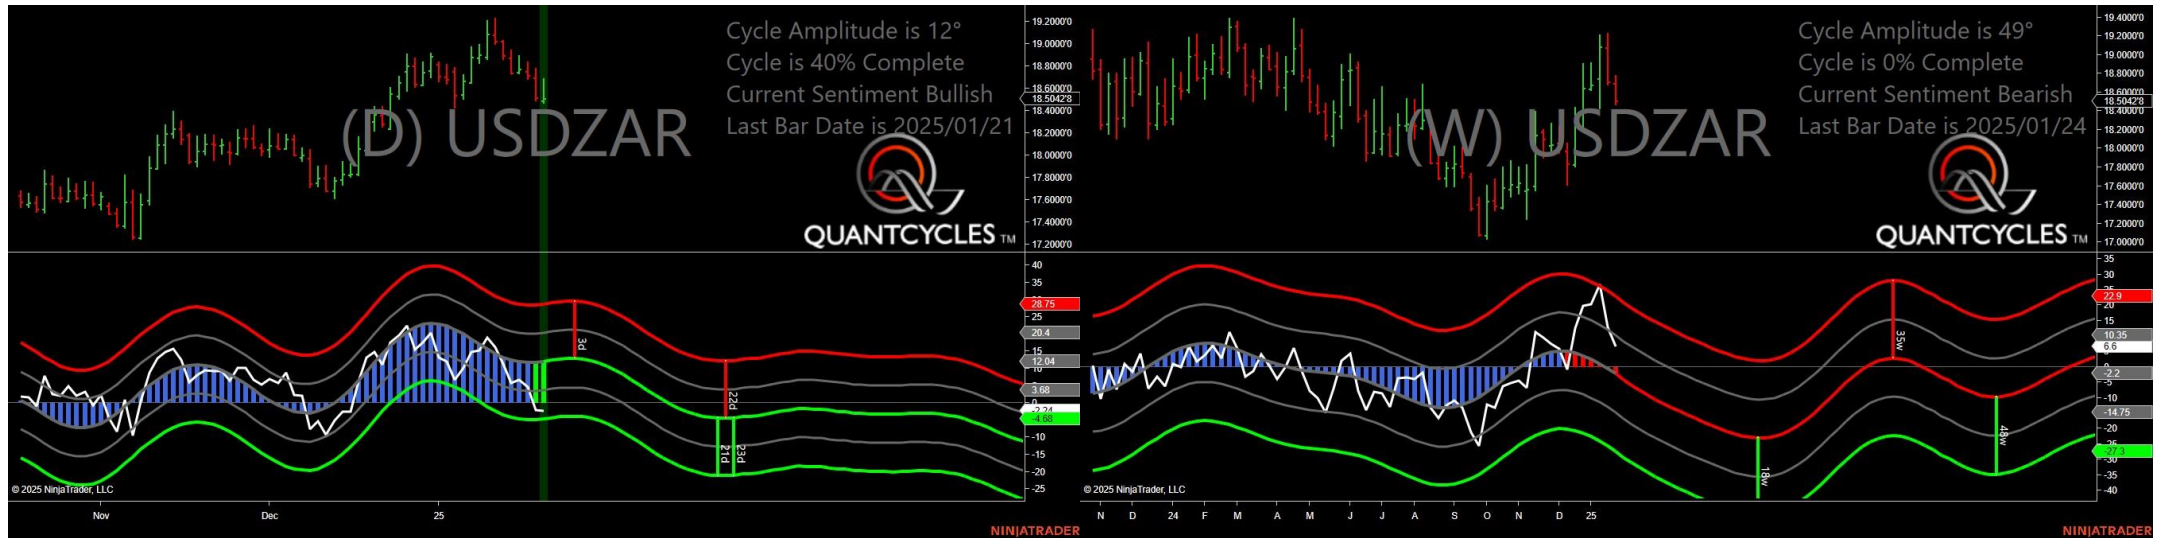 Cycle Amplitude is 12°
Cycle is 40% Complete
Current Sentiment Bullish
Last Bar Date is 2025/01/21
(D) USDZAR
QUANTCYCLES TM
19.2000'0
19.0000'0
18.8000'0
18.6000'0
18.5042'8
18.4000'0
18.2000'0
18.0000'0
17.8000'0
17.6000'0
17.4000'0
17.2000'0
40
35
28.75
25
20.4
15
12.04
10
3.68
0
-2.24
-4.68
-10
-15
-20
-25
3d
22d
21d
23d
© 2025 NinjaTrader, LLC
Nov Dec 25
NINJATRADER
Cycle Amplitude is 49°
Cycle is 0% Complete
Current Sentiment Bearish
Last Bar Date is 2025/01/24
(W) USDZAR
QUANTCYCLES TM
19.4000'0
19.2000'0
19.0000'0
18.8000'0
18.6000'0
18.5042'8
18.4000'0
18.2000'0
18.0000'0
17.8000'0
17.6000'0
17.4000'0
17.2000'0
17.0000'0
35
30
22.9
20
15
10.35
6.6
-2.2
-5
-10
-14.75
-20
-27.3
-35
-40
35w
18w
48w
© 2025 NinjaTrader, LLC
N D 24 F M A M J J A S O N D 25
NINJATRADER